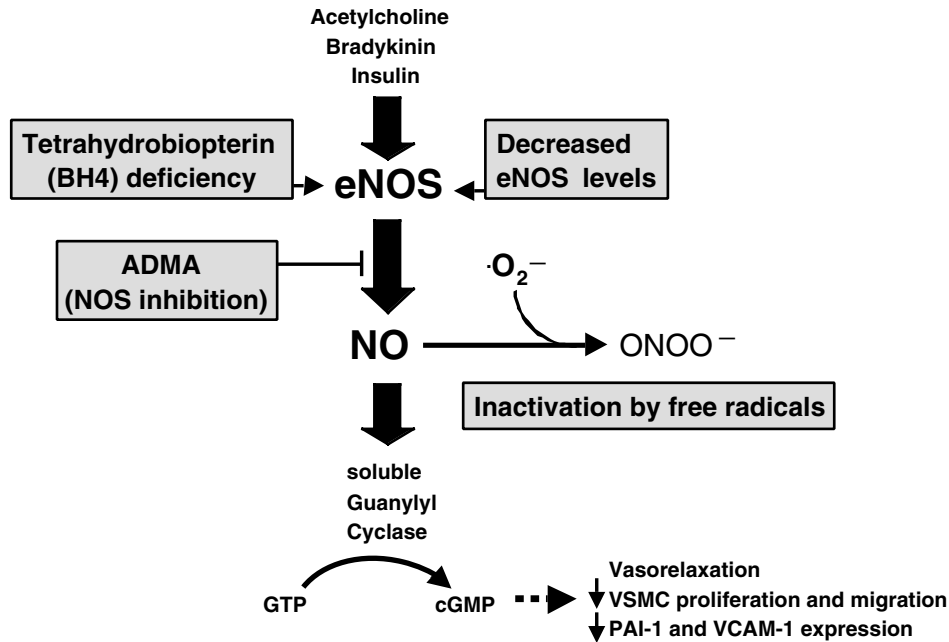 Acetylcholine
Bradykinin
Insulin
Tetrahydrobiopterin
(BH4) deficiency
eNOS
Decreased
eNOS levels
ADMA
(NOS inhibition)
·O₂⁻
NO
ONOO⁻
Inactivation by free radicals
soluble
Guanylyl
Cyclase
GTP
cGMP
Vasorelaxation
↓ VSMC proliferation and migration
↓ PAI-1 and VCAM-1 expression